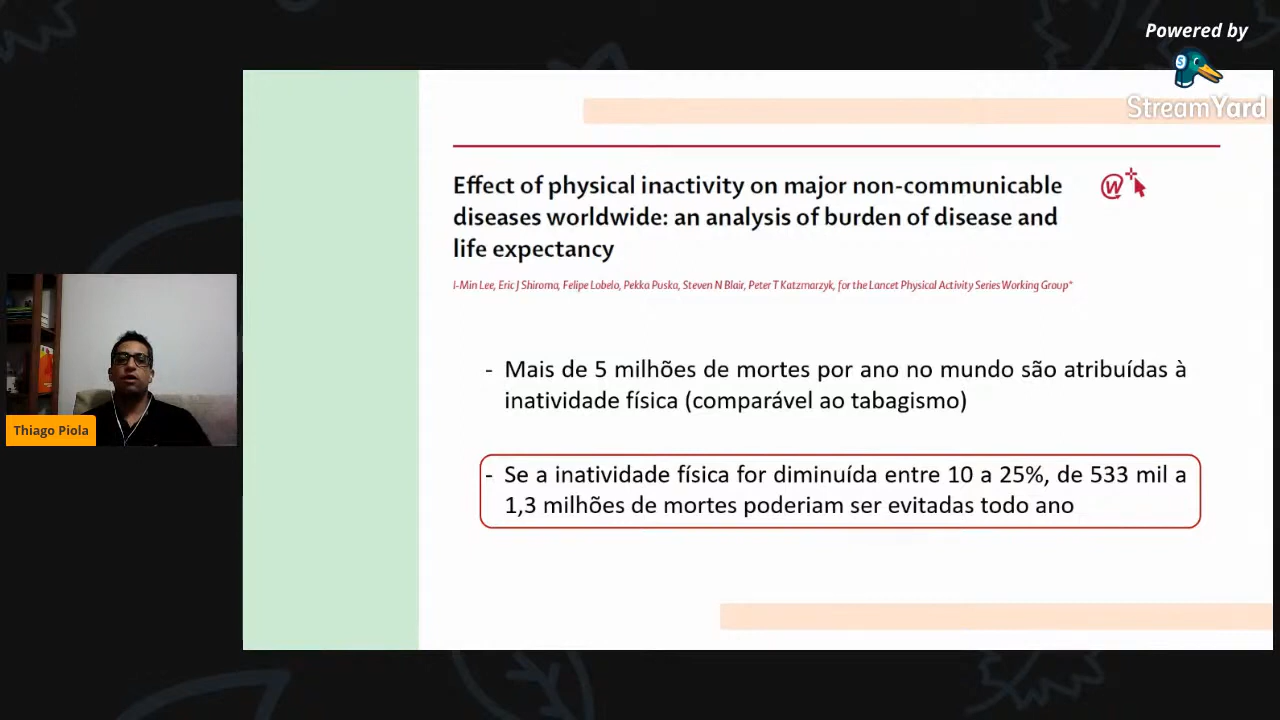 Powered by
StreamYard
Effect of physical inactivity on major non-communicable
diseases worldwide: an analysis of burden of disease and
life expectancy
I-Min Lee, Eric J Shiroma, Felipe Lobelo, Pekka Puska, Steven N Blair, Peter T Katzmarzyk, for the Lancet Physical Activity Series Working Group*
- Mais de 5 milhões de mortes por ano no mundo são atribuídas à
inatividade física (comparável ao tabagismo)
- Se a inatividade física for diminuída entre 10 a 25%, de 533 mil a
1,3 milhões de mortes poderiam ser evitadas todo ano
Thiago Piola